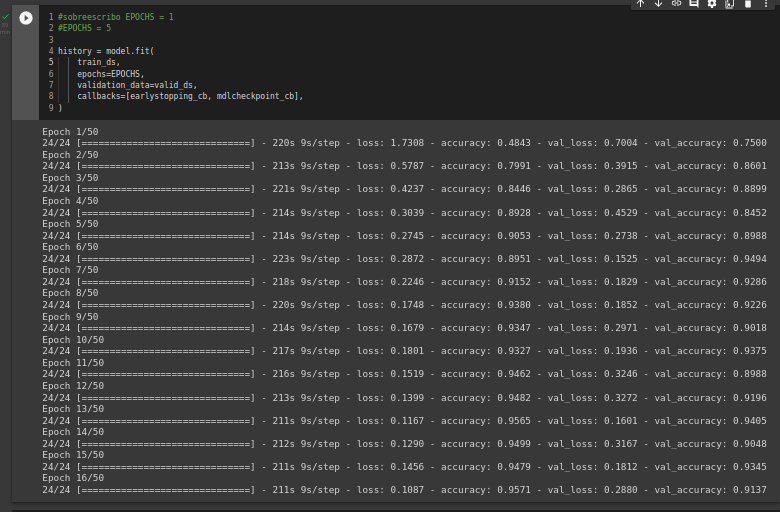 1 #sobreescribo EPOCHS = 1
2 #EPOCHS = 5
3
4 history = model.fit(
5 train_ds,
6 epochs=EPOCHS,
7 validation_data=valid_ds,
8 callbacks=[earlystopping_cb, mdlcheckpoint_cb],
9 )
Epoch 1/50
24/24 [==============================] - 220s 9s/step - loss: 1.7308 - accuracy: 0.4843 - val_loss: 0.7004 - val_accuracy: 0.7500
Epoch 2/50
24/24 [==============================] - 213s 9s/step - loss: 0.5787 - accuracy: 0.7991 - val_loss: 0.3915 - val_accuracy: 0.8601
Epoch 3/50
24/24 [==============================] - 221s 9s/step - loss: 0.4237 - accuracy: 0.8446 - val_loss: 0.2865 - val_accuracy: 0.8899
Epoch 4/50
24/24 [==============================] - 214s 9s/step - loss: 0.3039 - accuracy: 0.8928 - val_loss: 0.4529 - val_accuracy: 0.8452
Epoch 5/50
24/24 [==============================] - 214s 9s/step - loss: 0.2745 - accuracy: 0.9053 - val_loss: 0.2738 - val_accuracy: 0.8988
Epoch 6/50
24/24 [==============================] - 223s 9s/step - loss: 0.2872 - accuracy: 0.8951 - val_loss: 0.1525 - val_accuracy: 0.9494
Epoch 7/50
24/24 [==============================] - 218s 9s/step - loss: 0.2246 - accuracy: 0.9152 - val_loss: 0.1829 - val_accuracy: 0.9286
Epoch 8/50
24/24 [==============================] - 220s 9s/step - loss: 0.1748 - accuracy: 0.9380 - val_loss: 0.1852 - val_accuracy: 0.9226
Epoch 9/50
24/24 [==============================] - 214s 9s/step - loss: 0.1679 - accuracy: 0.9347 - val_loss: 0.2971 - val_accuracy: 0.9018
Epoch 10/50
24/24 [==============================] - 217s 9s/step - loss: 0.1801 - accuracy: 0.9327 - val_loss: 0.1936 - val_accuracy: 0.9375
Epoch 11/50
24/24 [==============================] - 216s 9s/step - loss: 0.1519 - accuracy: 0.9462 - val_loss: 0.3246 - val_accuracy: 0.8988
Epoch 12/50
24/24 [==============================] - 213s 9s/step - loss: 0.1399 - accuracy: 0.9482 - val_loss: 0.3272 - val_accuracy: 0.9196
Epoch 13/50
24/24 [==============================] - 211s 9s/step - loss: 0.1167 - accuracy: 0.9565 - val_loss: 0.1601 - val_accuracy: 0.9405
Epoch 14/50
24/24 [==============================] - 212s 9s/step - loss: 0.1290 - accuracy: 0.9499 - val_loss: 0.3167 - val_accuracy: 0.9048
Epoch 15/50
24/24 [==============================] - 211s 9s/step - loss: 0.1456 - accuracy: 0.9479 - val_loss: 0.1812 - val_accuracy: 0.9345
Epoch 16/50
24/24 [==============================] - 211s 9s/step - loss: 0.1087 - accuracy: 0.9571 - val_loss: 0.2880 - val_accuracy: 0.9137